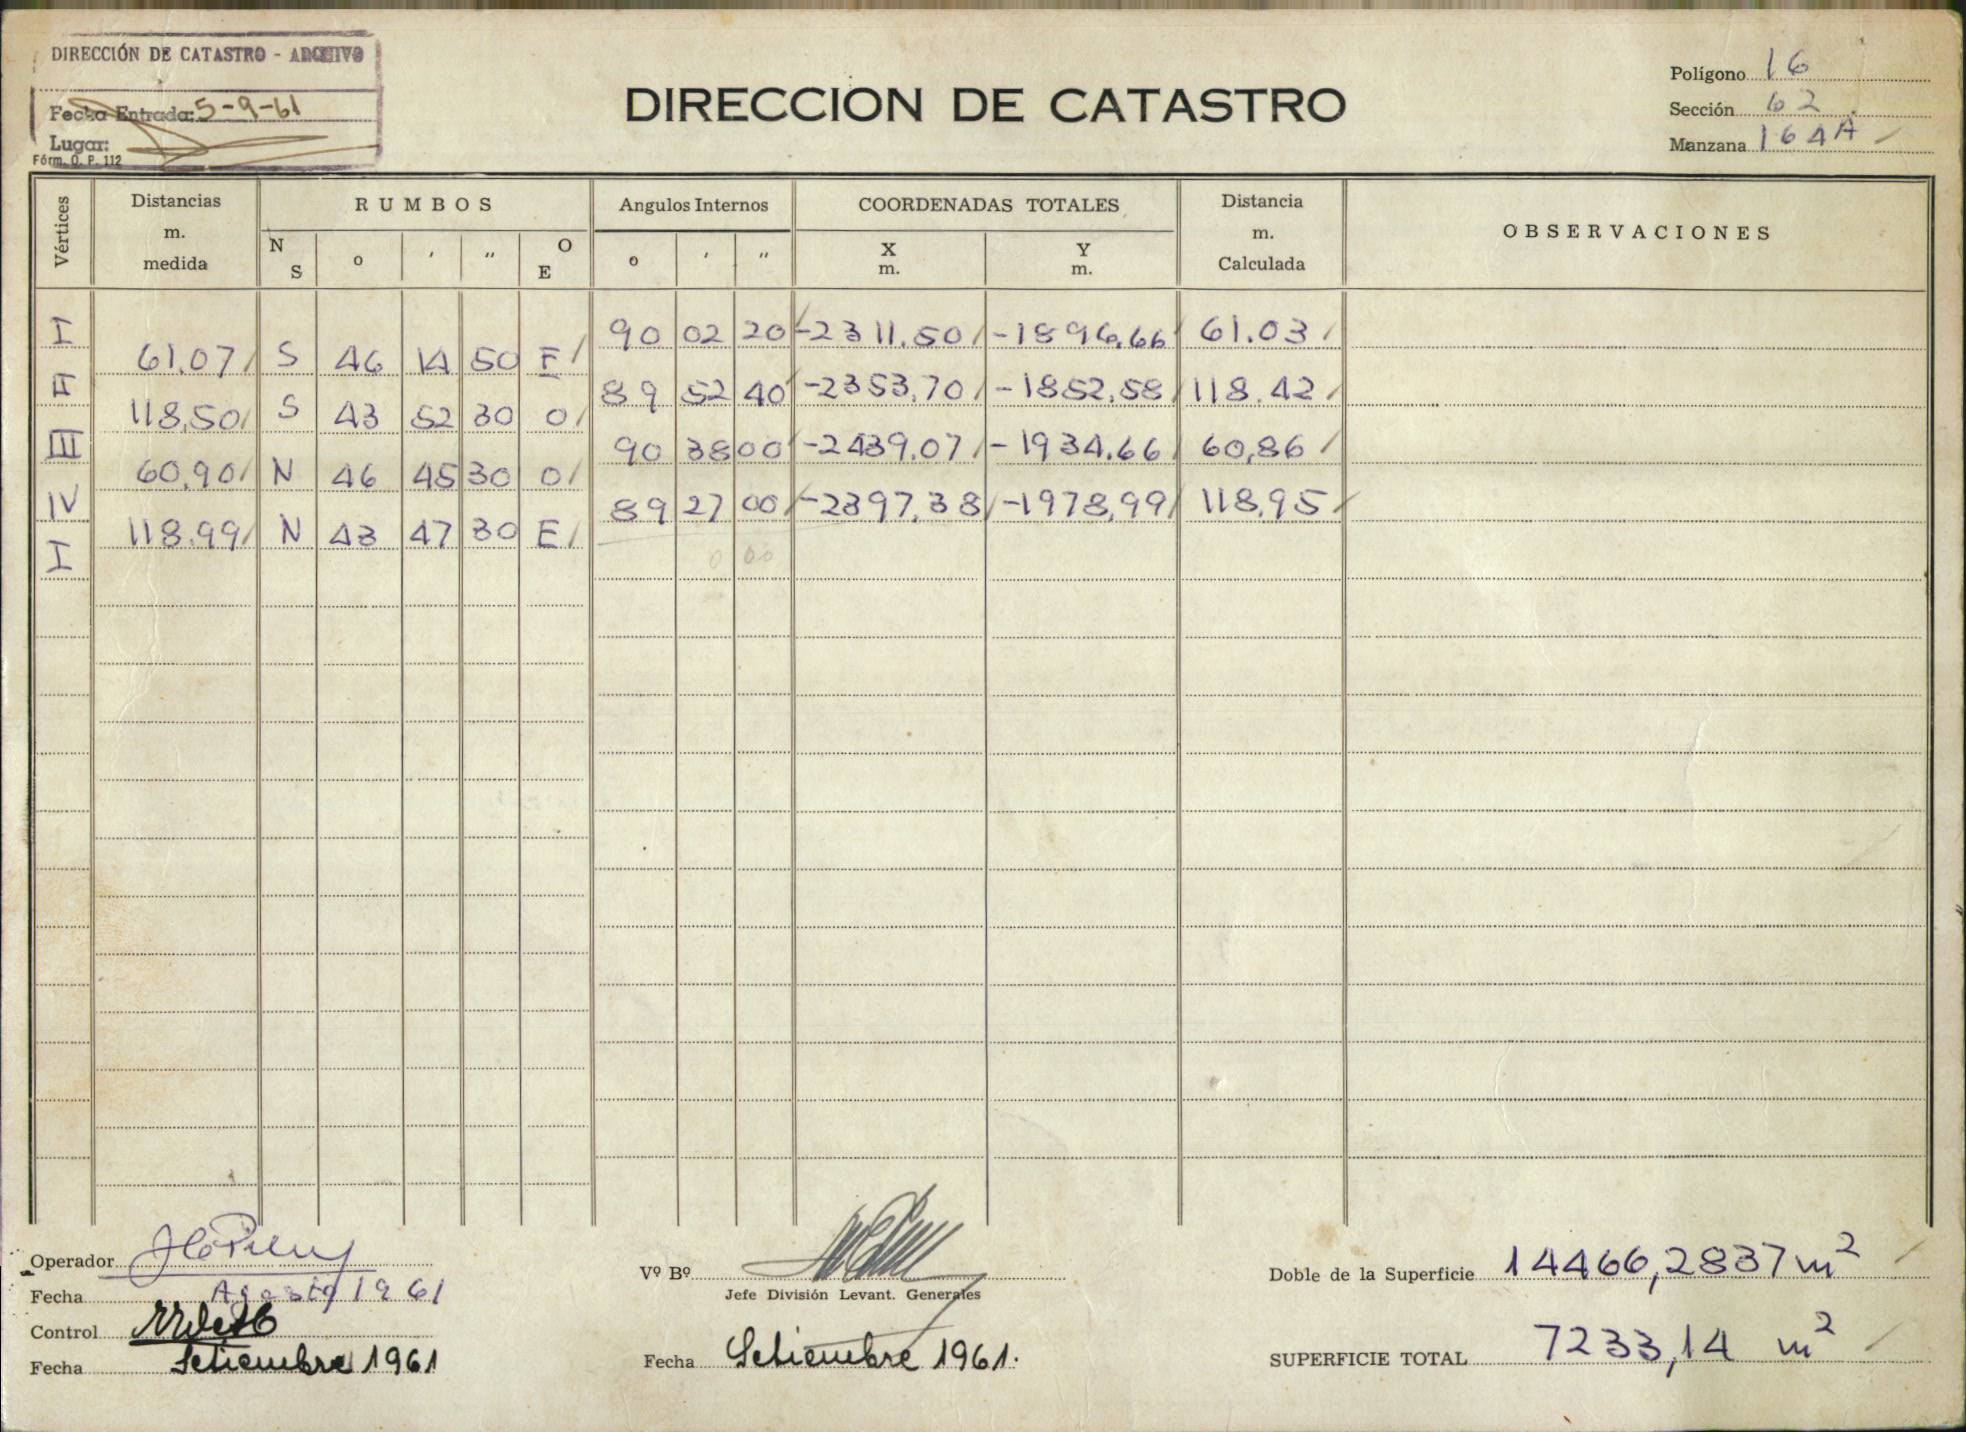 DIRECCIÓN DE CATASTRO - ARCHIVO
Fecha Entrada: 5-9-61
Lugar:
Fórm. O. P. 112
DIRECCION DE CATASTRO
Polígono 16
Sección 62
Manzana 164A
Vértices
Distancias m. medida
RUMBOS
N S o ' " O E
Angulos Internos
o ' "
COORDENADAS TOTALES
X m. Y m.
Distancia m. Calculada
OBSERVACIONES
I 90 02 20 -2311.50 -1896.66 61.03
61.07 S 46 14 50 E
II 89 52 40 -2353,70 -1852,58 118.42
118,50 S 43 52 30 O
III 90 38 00 -2439,07 -1934.66 60,86
60,90 N 46 45 30 O
IV 89 27 00 -2397,38 -1978,99 118,95
118.99 N 43 47 30 E
I
0 00
Operador
Fecha Agosto 1961
Control
Fecha Setiembre 1961
Vº Bº
Jefe División Levant. Generales
Fecha Setiembre 1961.
Doble de la Superficie 14466,2837 m²
SUPERFICIE TOTAL 7233,14 m²